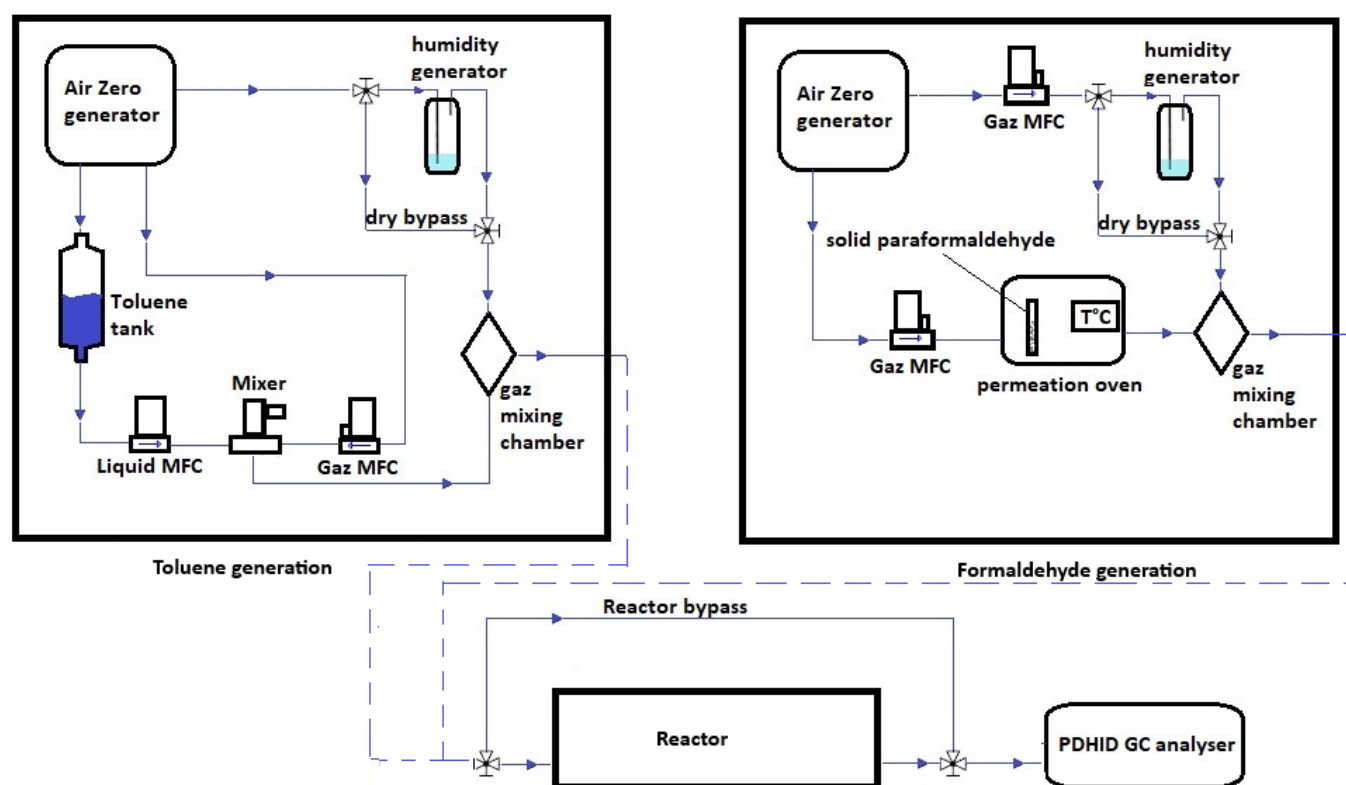 humidity
generator
Air Zero
generator
dry bypass
Toluene
tank
Mixer
gaz
mixing
chamber
Liquid MFC
Gaz MFC
Toluene generation
humidity
generator
Air Zero
generator
Gaz MFC
dry bypass
solid paraformaldehyde
T°C
Gaz MFC
permeation oven
gaz
mixing
chamber
Formaldehyde generation
Reactor bypass
Reactor
PDHID GC analyser